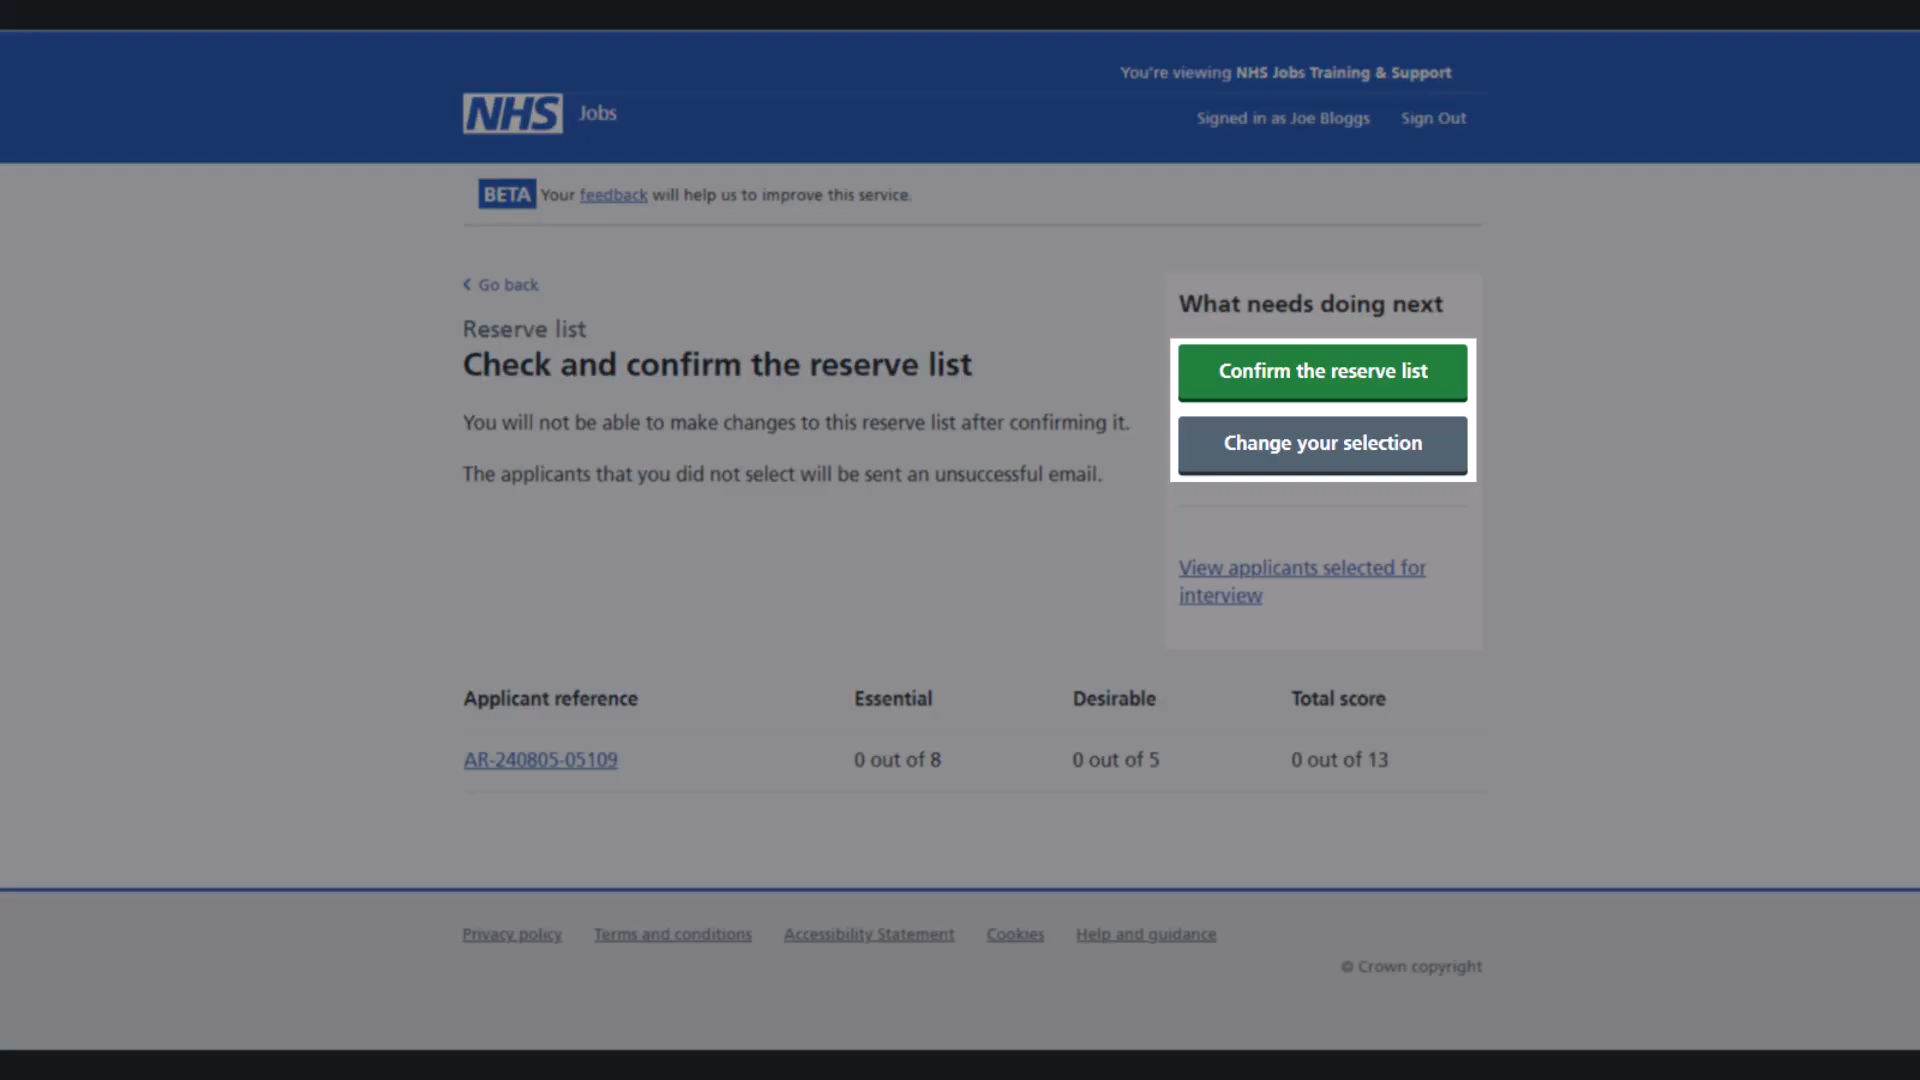 You're viewing NHS Jobs Training & Support
NHS Jobs
Signed in as Joe Bloggs Sign Out
BETA Your feedback will help us to improve this service.
Go back
Reserve list
Check and confirm the reserve list
You will not be able to make changes to this reserve list after confirming it.
The applicants that you did not select will be sent an unsuccessful email.
What needs doing next
Confirm the reserve list
Change your selection
View applicants selected for
interview
Applicant reference Essential Desirable Total score
AR-240805-05109 0 out of 8 0 out of 5 0 out of 13
Privacy policy Terms and conditions Accessibility Statement Cookies Help and guidance
© Crown copyright